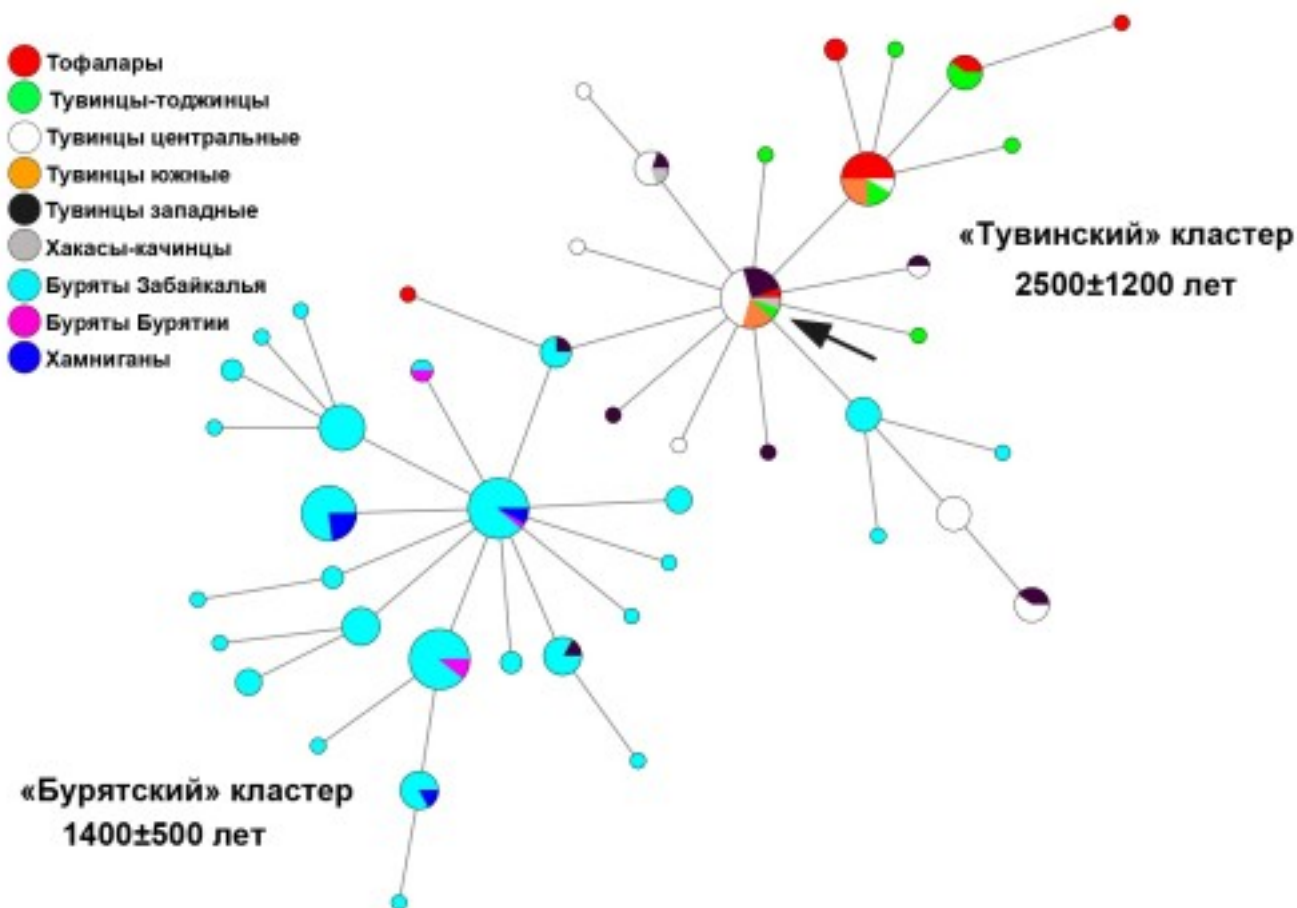 Тофалары
Тувинцы-тоджинцы
Тувинцы центральные
Тувинцы южные
Тувинцы западные
Хакасы-качинцы
Буряты Забайкалья
Буряты Бурятии
Хамниганы
«Тувинский» кластер
2500±1200 лет
«Бурятский» кластер
1400±500 лет